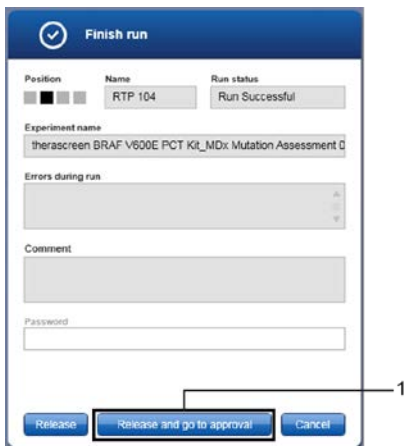 Finish run
Position Name Run status
RTP 104 Run Successful
Experiment name
therascreen BRAF V600E PCT Kit_MDx Mutation Assessment 0
Errors during run
Comment
Password
Release Release and go to approval Cancel
1